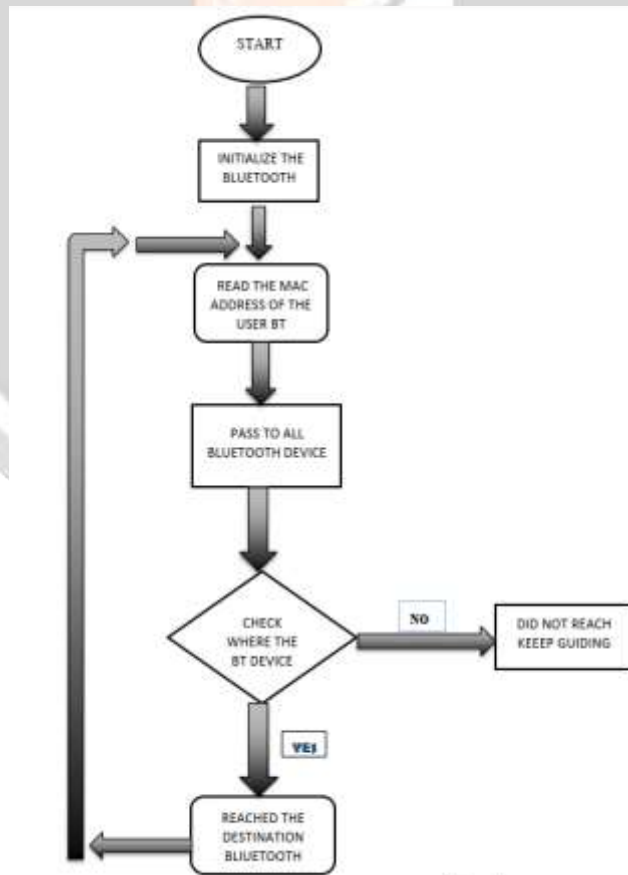 START
INITIALIZE THE
BLUETOOTH
READ THE MAC
ADDRESS OF THE
USER BT
PASS TO ALL
BLUETOOTH DEVICE
CHECK
WHERE THE
BT DEVICE
NO
DID NOT REACH
KEEEP GUIDING
YES
REACHED THE
DESTINATION
BLIUETOOTH